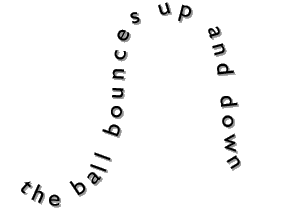 the ball bounces up and down